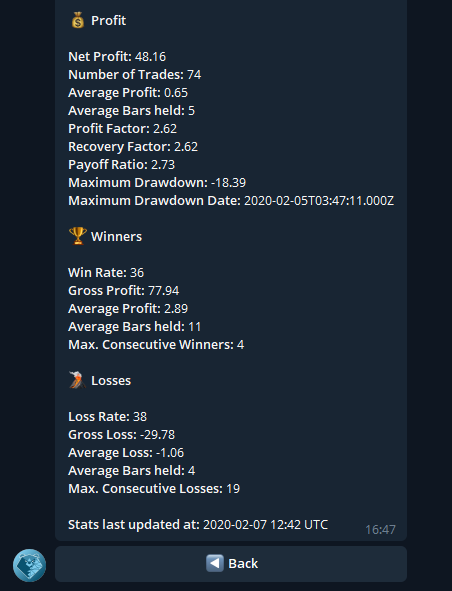 Profit
Net Profit: 48.16
Number of Trades: 74
Average Profit: 0.65
Average Bars held: 5
Profit Factor: 2.62
Recovery Factor: 2.62
Payoff Ratio: 2.73
Maximum Drawdown: -18.39
Maximum Drawdown Date: 2020-02-05T03:47:11.000Z
Winners
Win Rate: 36
Gross Profit: 77.94
Average Profit: 2.89
Average Bars held: 11
Max. Consecutive Winners: 4
Losses
Loss Rate: 38
Gross Loss: -29.78
Average Loss: -1.06
Average Bars held: 4
Max. Consecutive Losses: 19
Stats last updated at: 2020-02-07 12:42 UTC
16:47
Back